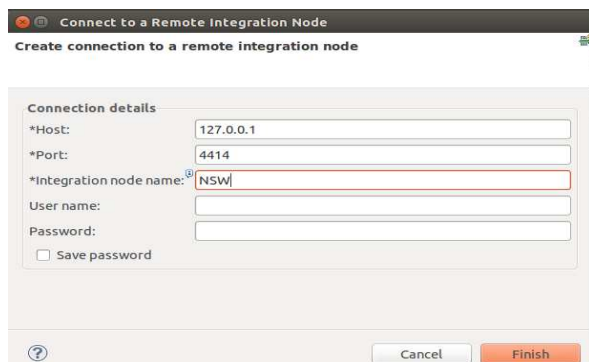 Connect to a Remote Integration Node
Create connection to a remote integration node
Connection details
*Host: 127.0.0.1
*Port: 4414
*Integration node name: NSW
User name:
Password:
Save password
? Cancel Finish